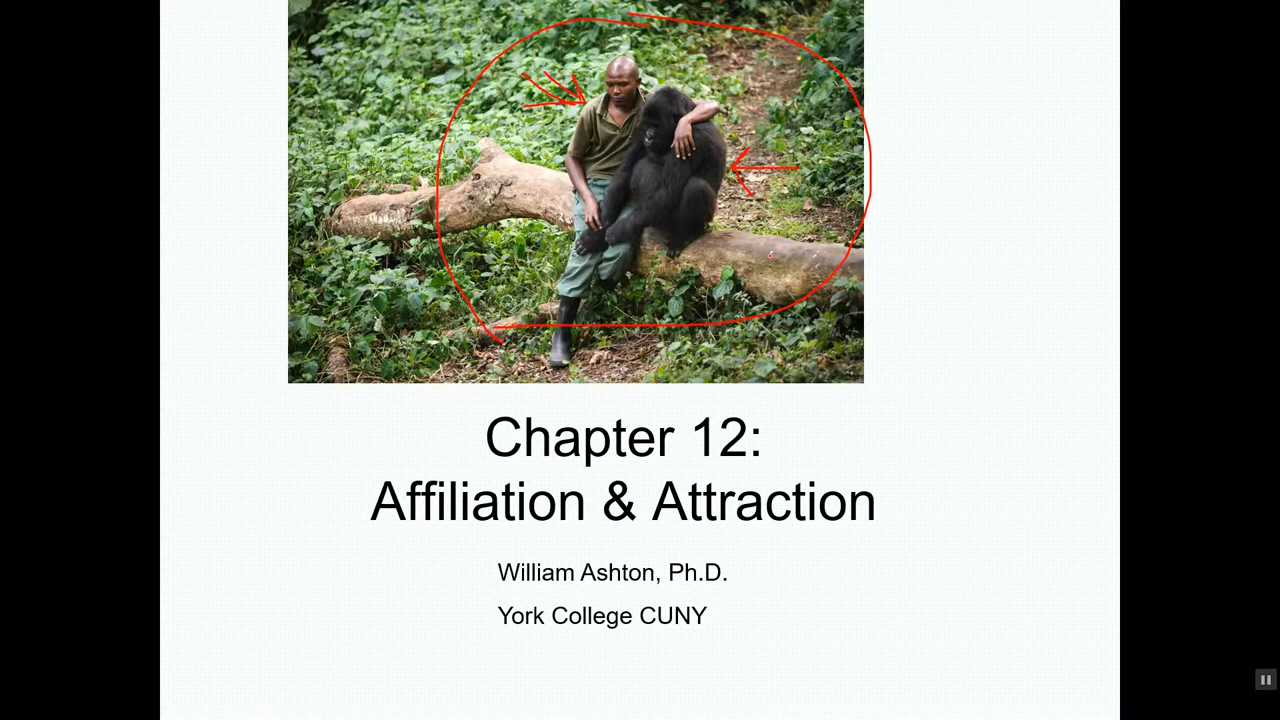 Chapter 12:
Affiliation & Attraction
William Ashton, Ph.D.
York College CUNY